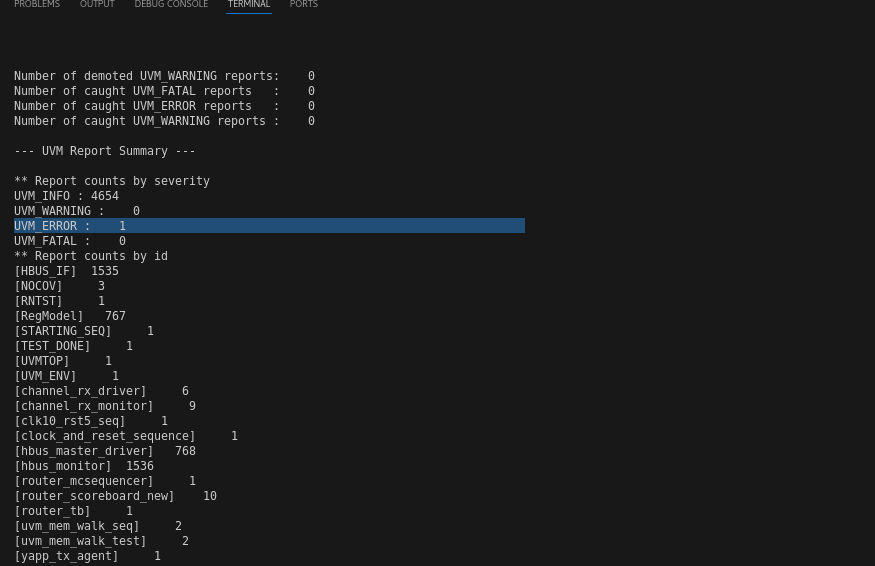 PROBLEMS OUTPUT DEBUG CONSOLE TERMINAL PORTS
Number of demoted UVM_WARNING reports:    0
Number of caught UVM_FATAL reports   :    0
Number of caught UVM_ERROR reports   :    0
Number of caught UVM_WARNING reports :    0
--- UVM Report Summary ---
** Report counts by severity
UVM_INFO : 4654
UVM_WARNING :    0
UVM_ERROR :    1
UVM_FATAL :    0
** Report counts by id
[HBUS_IF]  1535
[NOCOV]     3
[RNTST]     1
[RegModel]   767
[STARTING_SEQ]     1
[TEST_DONE]     1
[UVMTOP]     1
[UVM_ENV]     1
[channel_rx_driver]     6
[channel_rx_monitor]     9
[clk10_rst5_seq]     1
[clock_and_reset_sequence]     1
[hbus_master_driver]   768
[hbus_monitor]  1536
[router_mcsequencer]     1
[router_scoreboard_new]    10
[router_tb]     1
[uvm_mem_walk_seq]     2
[uvm_mem_walk_test]     2
[yapp_tx_agent]     1